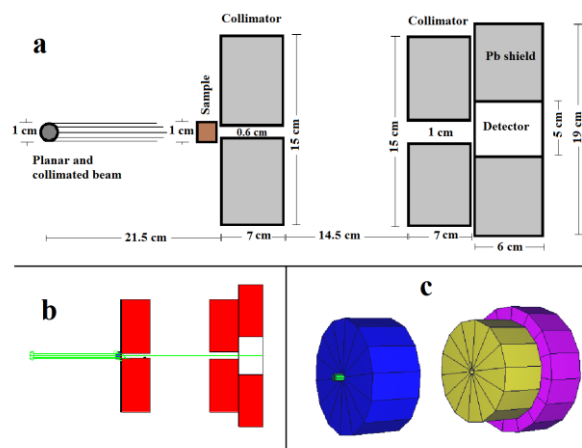 a
Collimator
Collimator
Sample
Pb shield
1 cm
1 cm
0.6 cm
15 cm
15 cm
1 cm
Detector
5 cm
19 cm
Planar and
collimated beam
21.5 cm
7 cm
14.5 cm
7 cm
6 cm
b
c